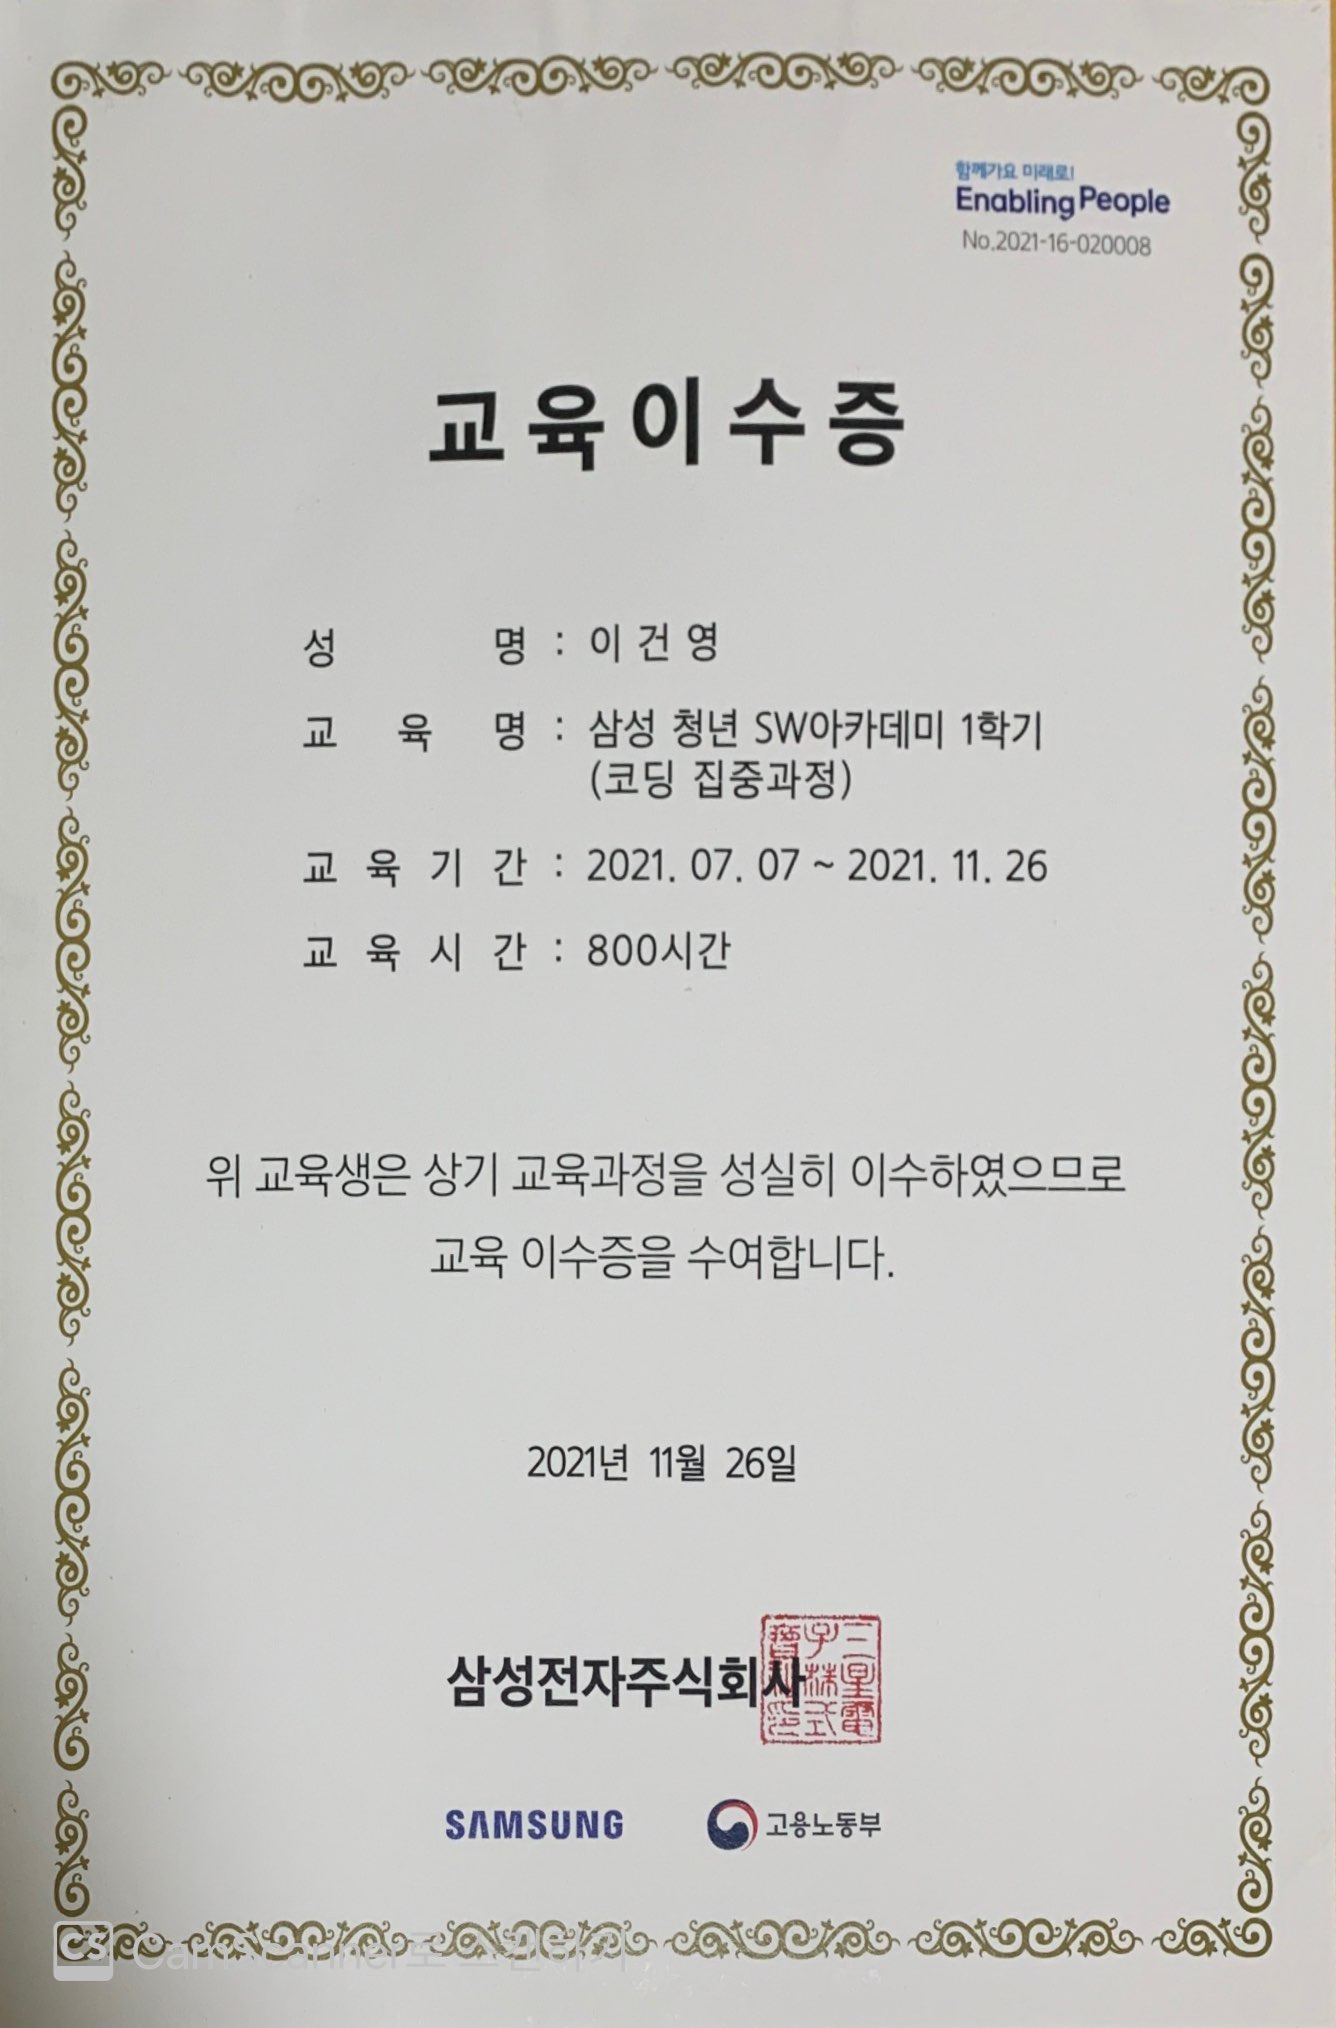 함께가요 미래로!
Enabling People
No.2021-16-020008
교육이수증
성 명 : 이 건 영
교 육 명 : 삼성 청년 SW아카데미 1학기
(코딩 집중과정)
교 육 기 간 : 2021. 07. 07 ~ 2021. 11. 26
교 육 시 간 : 800시간
위 교육생은 상기 교육과정을 성실히 이수하였으므로
교육 이수증을 수여합니다.
2021년 11월 26일
삼성전자주식회사
SAMSUNG 고용노동부
CS CamScanner로 스캔하기